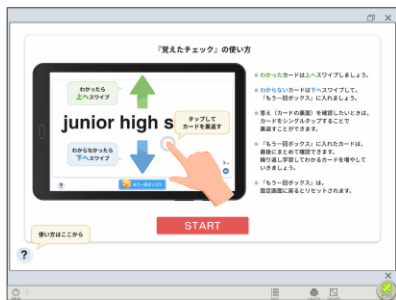 『覚えたチェック』の使い方
わかったら
上へスワイプ
junior high s
タップして
カードを裏返す
わからなかったら
下へスワイプ
もう一回ボックス
?
わかったカードは上へスワイプしましょう。
わからないカードは下へスワイプして、
『もう一回ボックス』に入れましょう。
答え（カードの裏面）を確認したいときは、
カードをシングルタップすることで
裏返すことができます。
『もう一回ボックス』に入れたカードは、
最後にまとめて確認できます。
繰り返し学習してわかるカードを増やして
いきましょう。
『もう一回ボックス』は、
設定画面に戻るとリセットされます。
START
使い方はここから
?